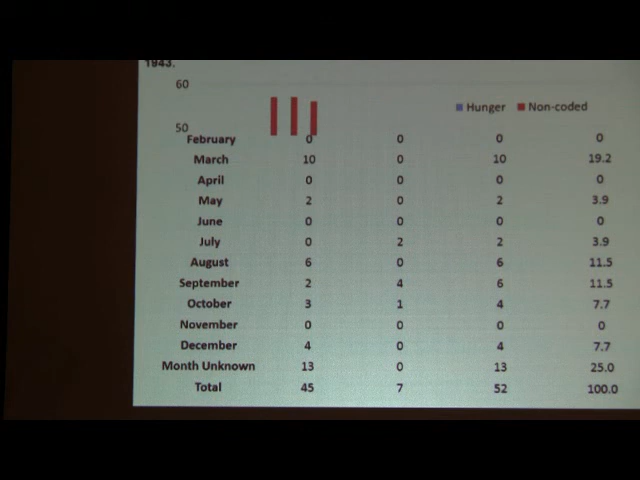 1943.
60
Hunger Non-coded
50
February 0 0 0 0
March 10 0 10 19.2
April 0 0 0 0
May 2 0 2 3.9
June 0 0 0 0
July 0 2 2 3.9
August 6 0 6 11.5
September 2 4 6 11.5
October 3 1 4 7.7
November 0 0 0 0
December 4 0 4 7.7
Month Unknown 13 0 13 25.0
Total 45 7 52 100.0